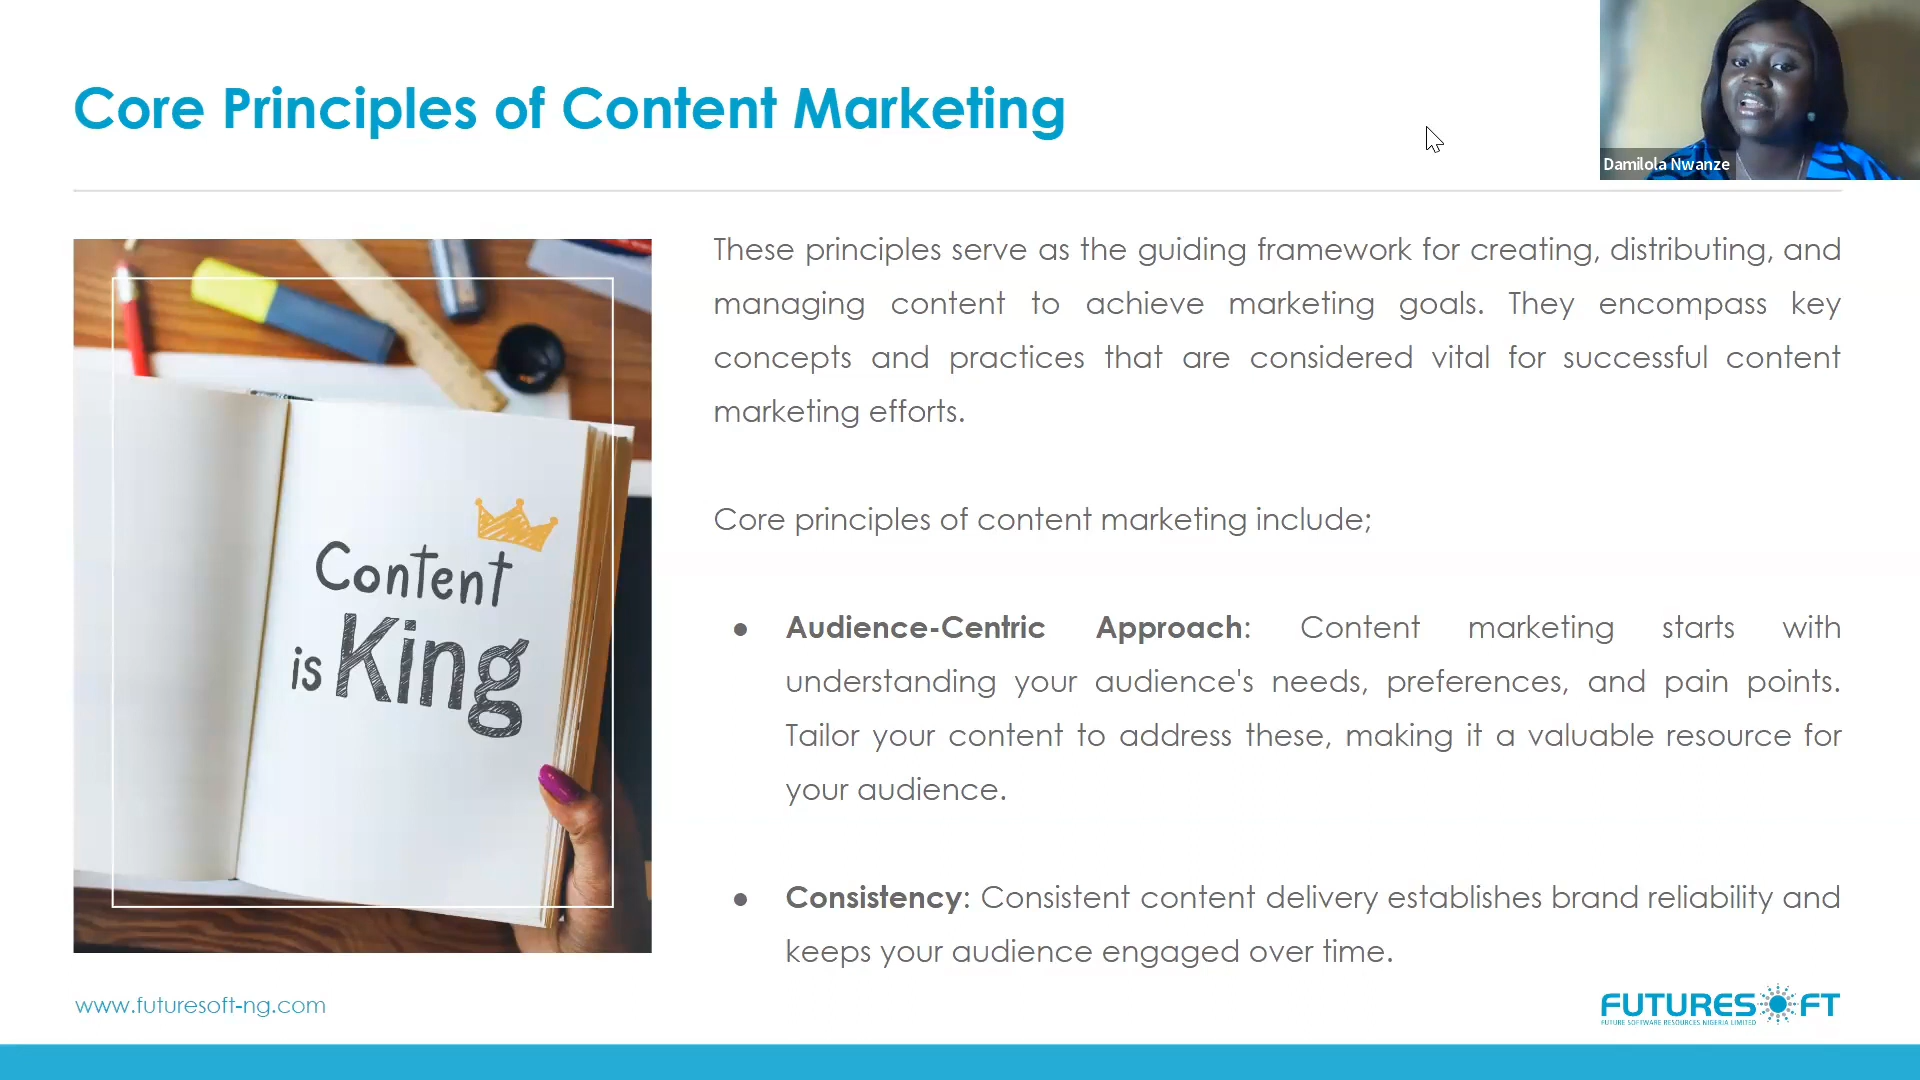 Core Principles of Content Marketing
Damilola Nwanze
These principles serve as the guiding framework for creating, distributing, and
managing content to achieve marketing goals. They encompass key
concepts and practices that are considered vital for successful content
marketing efforts.
Core principles of content marketing include;
● Audience-Centric Approach: Content marketing starts with
understanding your audience's needs, preferences, and pain points.
Tailor your content to address these, making it a valuable resource for
your audience.
● Consistency: Consistent content delivery establishes brand reliability and
keeps your audience engaged over time.
Content
is King
www.futuresoft-ng.com
FUTURESOFT
FUTURE SOFTWARE RESOURCES NIGERIA LIMITED